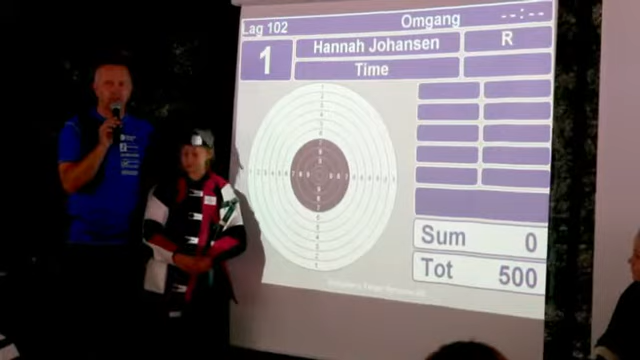 Lag 102 Omgang --:--
1 Hannah Johansen R
Time
Sum 0
Tot 500